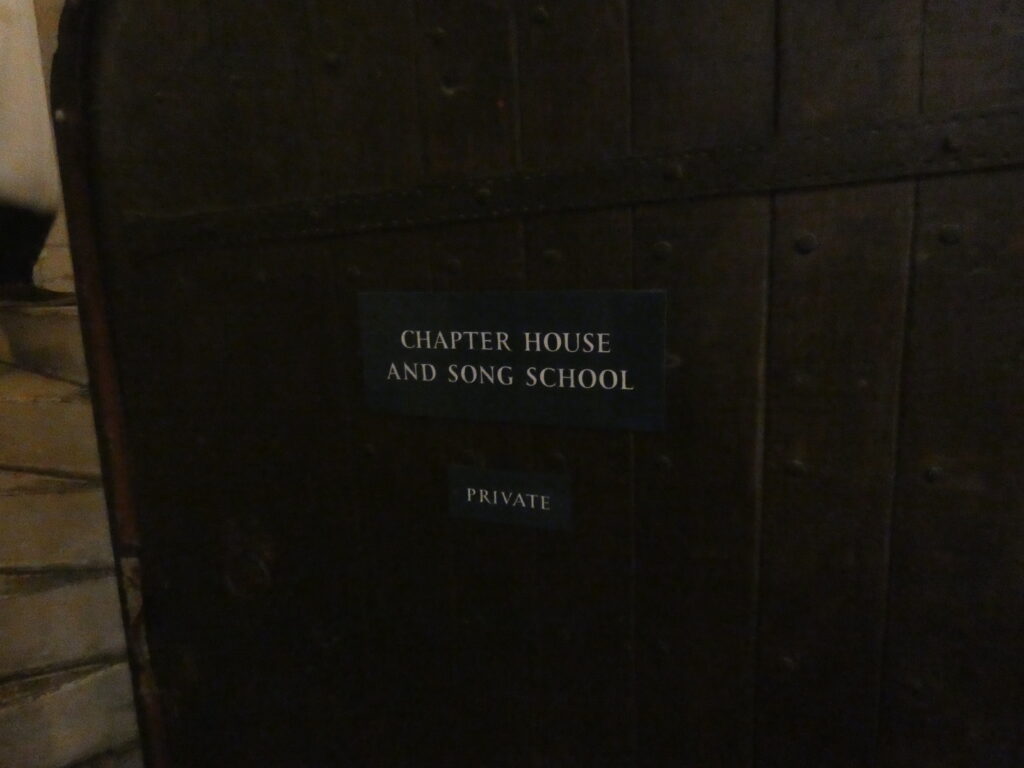 CHAPTER HOUSE
AND SONG SCHOOL
PRIVATE